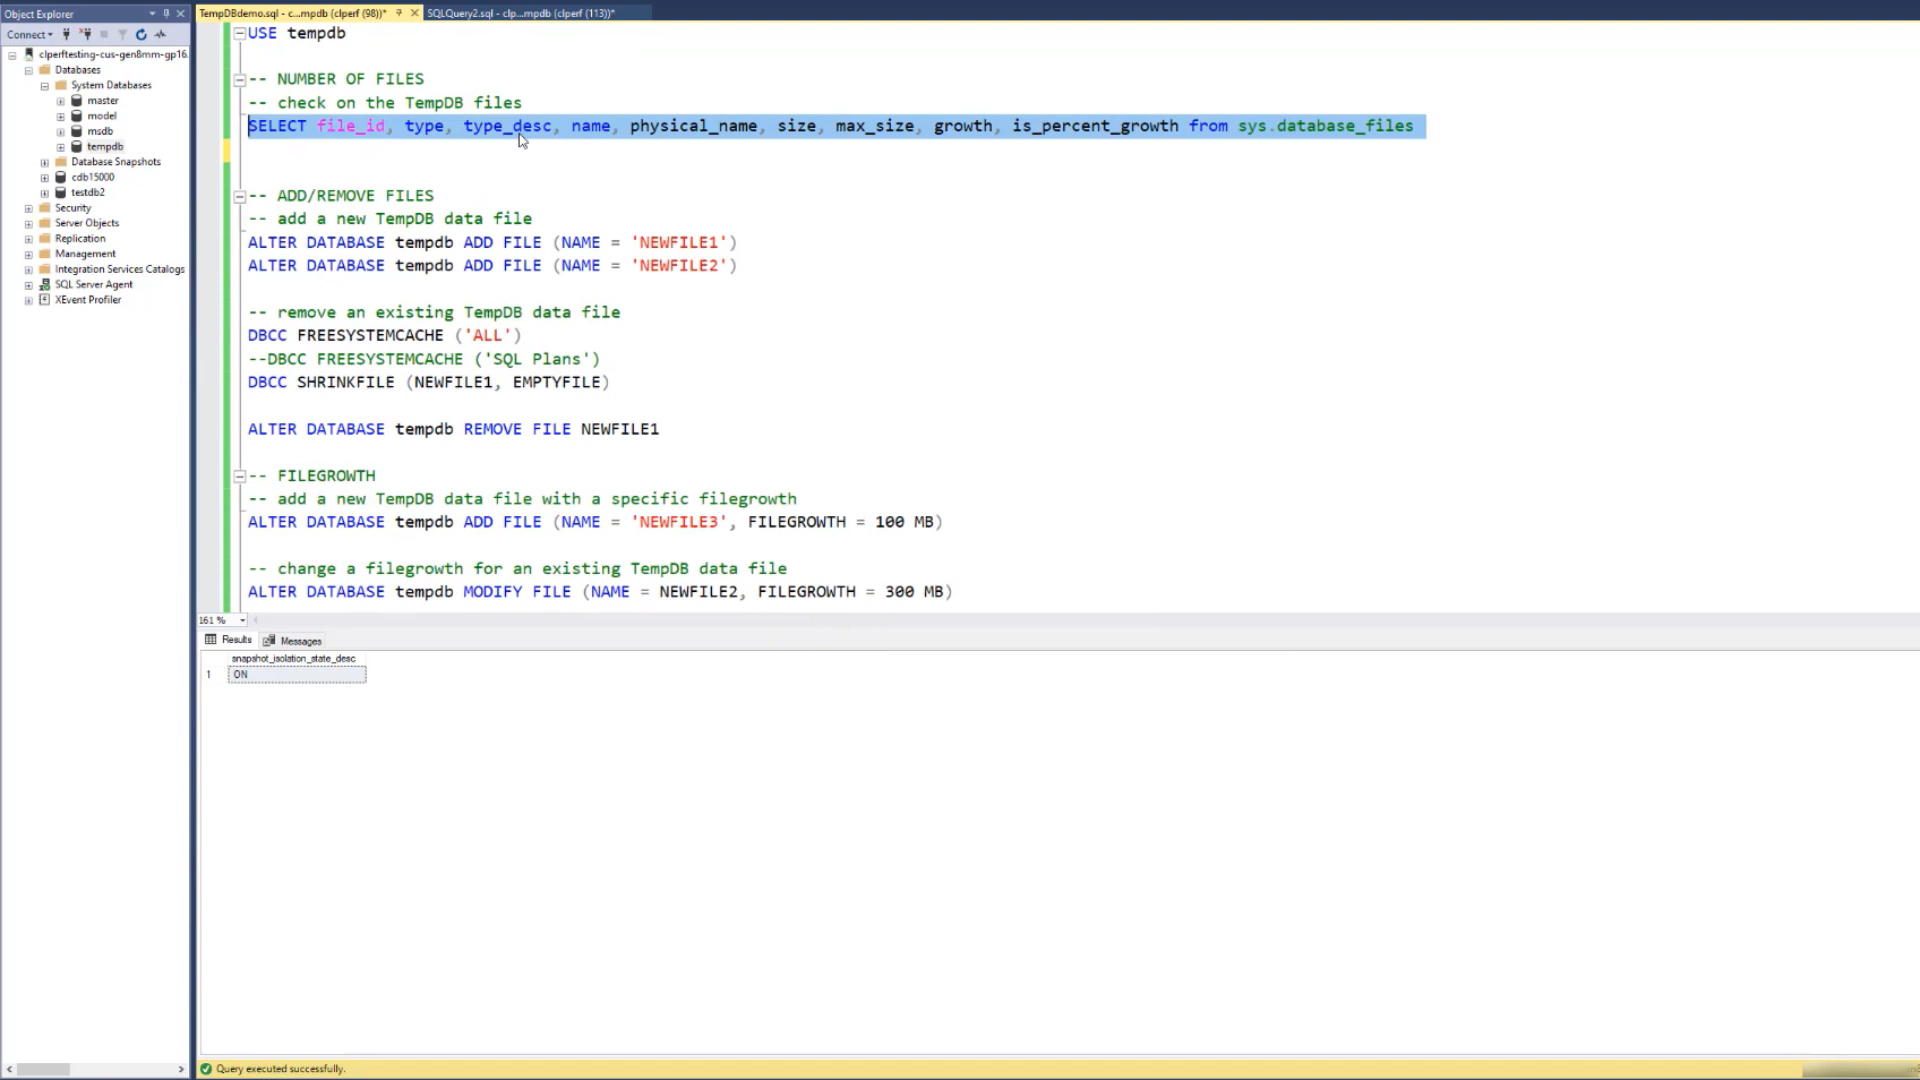 Object Explorer
Connect
clperftesting-cus-gen8mm-gp16
Databases
System Databases
master
model
msdb
tempdb
Database Snapshots
cdb15000
testdb2
Security
Server Objects
Replication
Management
Integration Services Catalogs
SQL Server Agent
XEvent Profiler
TempDBdemo.sql - c...mpdb (clperf (98))*
SQLQuery2.sql - clp...mpdb (clperf (113))*
USE tempdb
-- NUMBER OF FILES
-- check on the TempDB files
SELECT file_id, type, type_desc, name, physical_name, size, max_size, growth, is_percent_growth from sys.database_files
-- ADD/REMOVE FILES
-- add a new TempDB data file
ALTER DATABASE tempdb ADD FILE (NAME = 'NEWFILE1')
ALTER DATABASE tempdb ADD FILE (NAME = 'NEWFILE2')
-- remove an existing TempDB data file
DBCC FREESYSTEMCACHE ('ALL')
--DBCC FREESYSTEMCACHE ('SQL Plans')
DBCC SHRINKFILE (NEWFILE1, EMPTYFILE)
ALTER DATABASE tempdb REMOVE FILE NEWFILE1
-- FILEGROWTH
-- add a new TempDB data file with a specific filegrowth
ALTER DATABASE tempdb ADD FILE (NAME = 'NEWFILE3', FILEGROWTH = 100 MB)
-- change a filegrowth for an existing TempDB data file
ALTER DATABASE tempdb MODIFY FILE (NAME = NEWFILE2, FILEGROWTH = 300 MB)
161 %
Results Messages
snapshot_isolation_state_desc
1 ON
Query executed successfully.